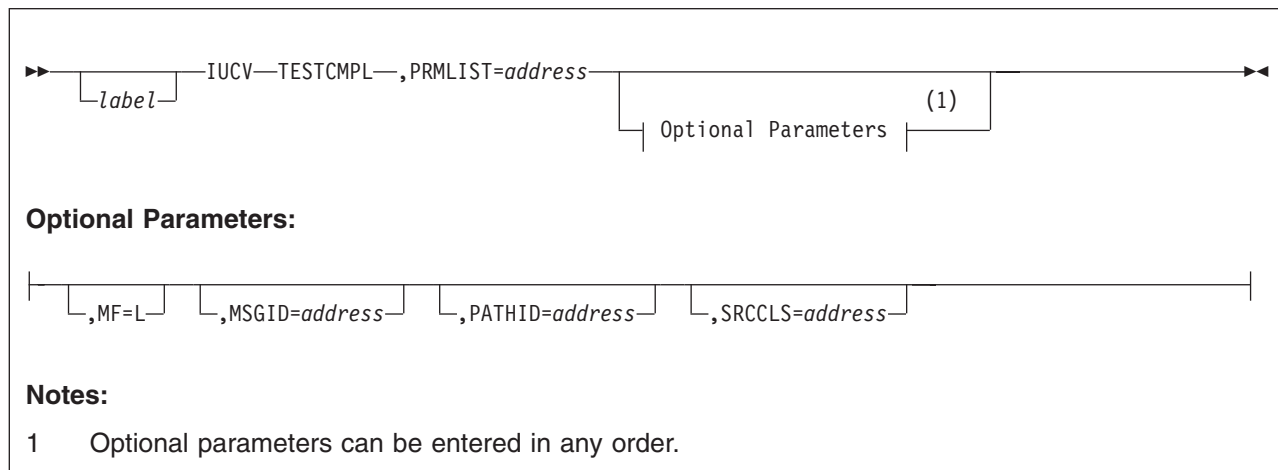 IUCV TESTCMPL ,PRMLIST=address
label
(1)
Optional Parameters
Optional Parameters:
,MF=L ,MSGID=address ,PATHID=address ,SRCCLS=address
Notes:
1 Optional parameters can be entered in any order.